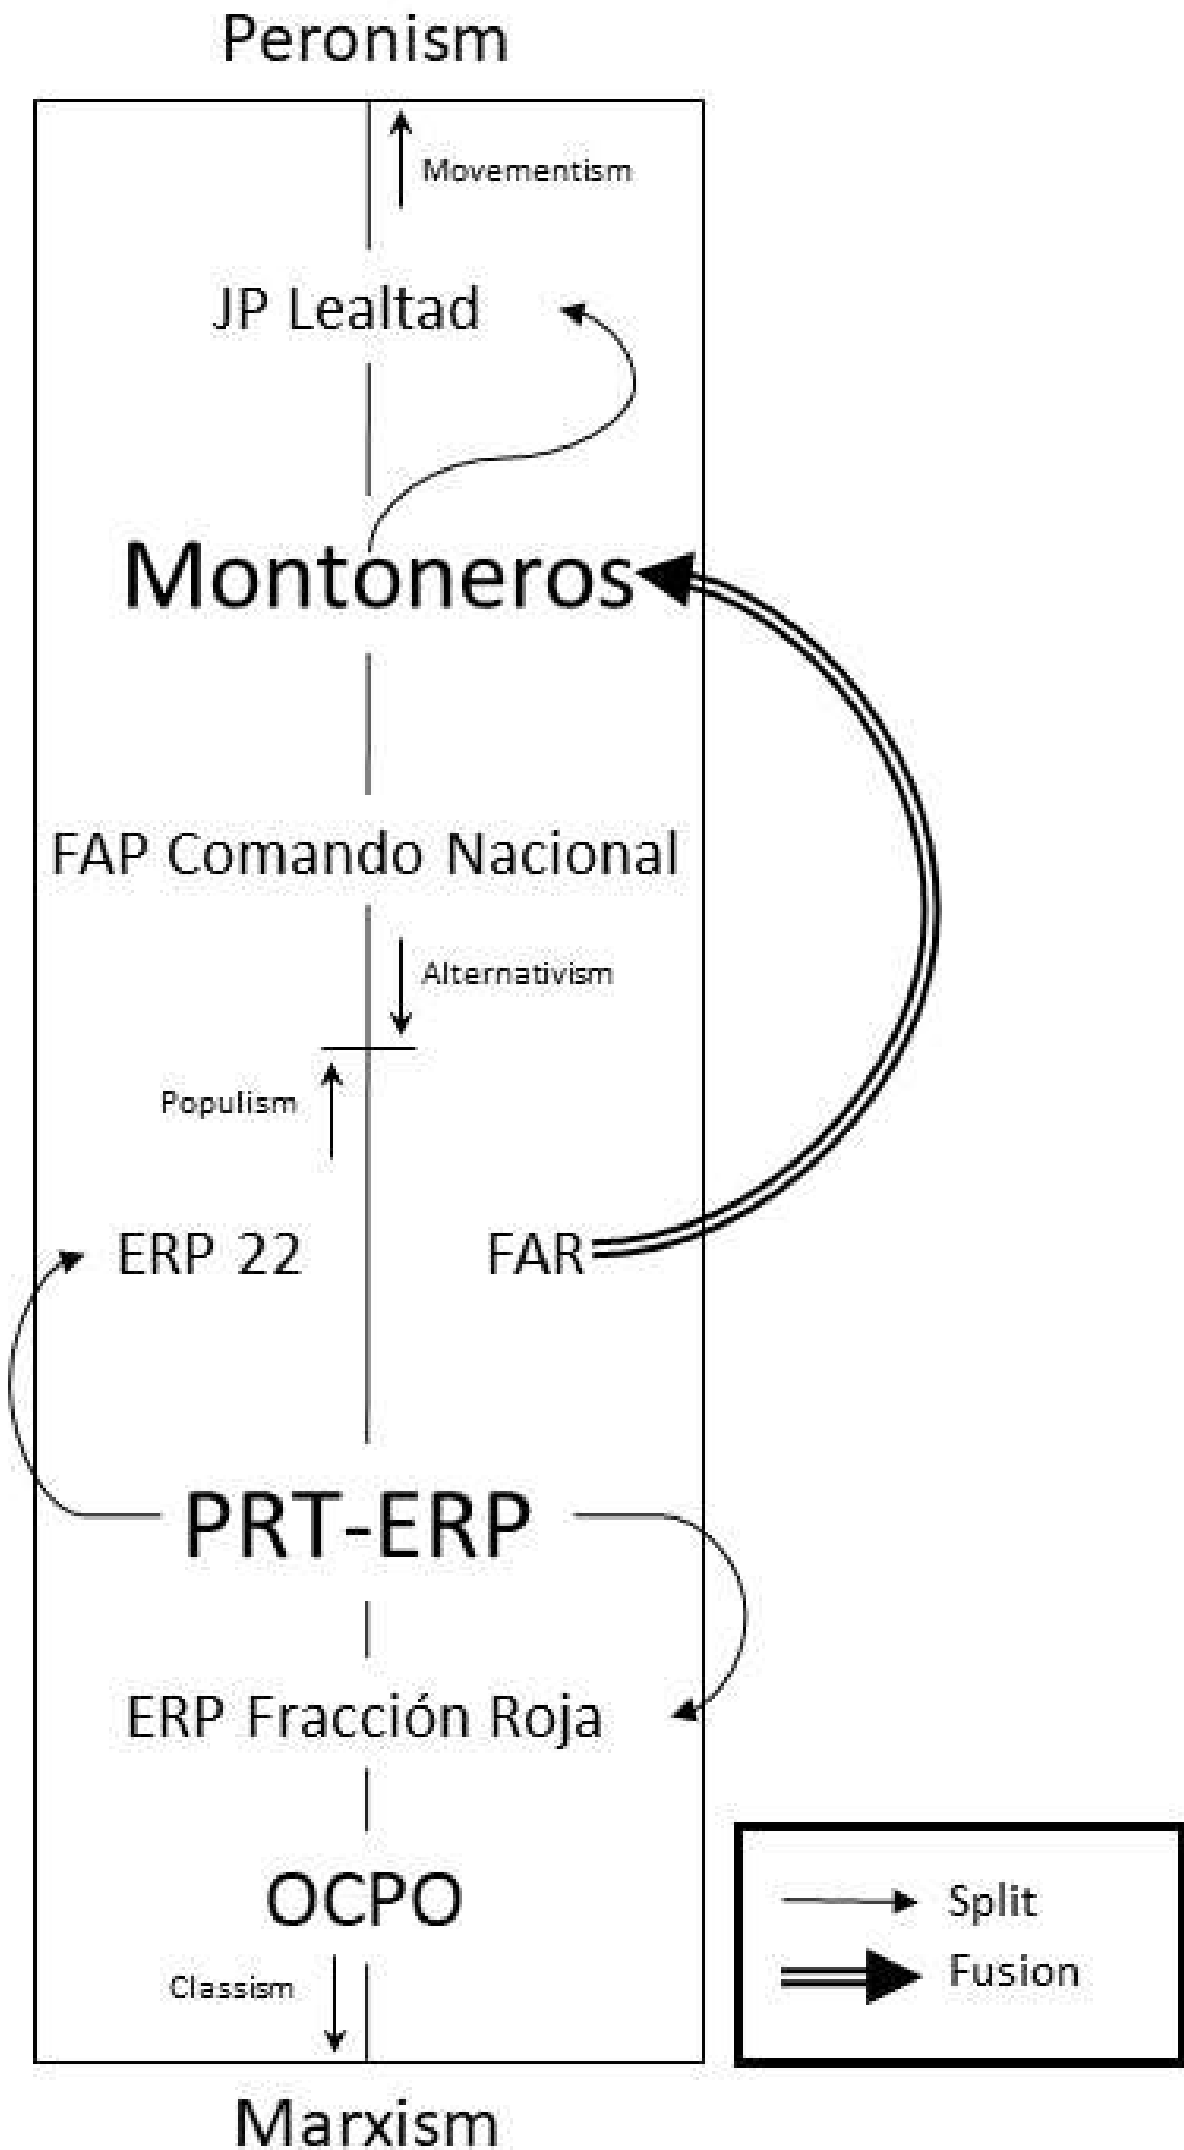 Peronism
Movementism
JP Lealtad
Montoneros
FAP Comando Nacional
Alternativism
Populism
ERP 22
FAR
PRT-ERP
ERP Fracción Roja
OCPO
Classism
Split
Fusion
Marxism